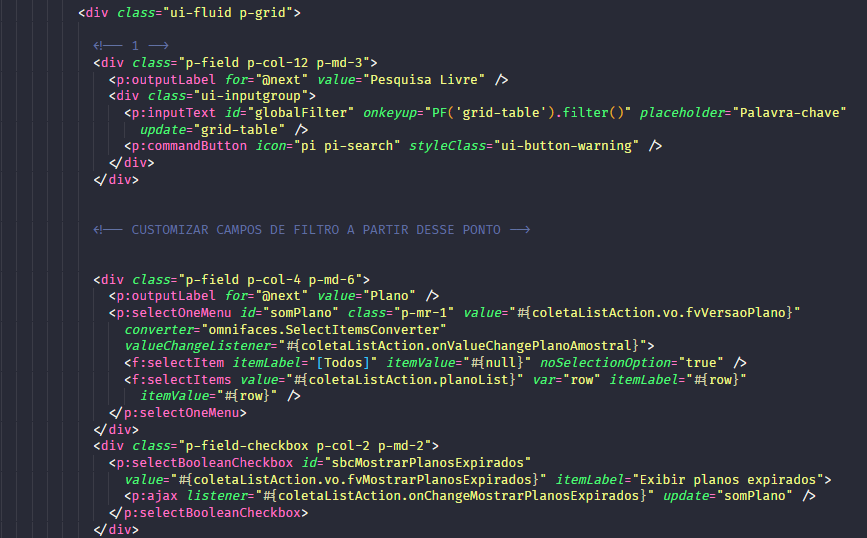 <div class="ui-fluid p-grid">
<!-- 1 -->
<div class="p-field p-col-12 p-md-3">
<p:outputLabel for="@next" value="Pesquisa Livre" />
<div class="ui-inputgroup">
<p:inputText id="globalFilter" onkeyup="PF('grid-table').filter()" placeholder="Palavra-chave"
update="grid-table" />
<p:commandButton icon="pi pi-search" styleClass="ui-button-warning" />
</div>
</div>
<!-- CUSTOMIZAR CAMPOS DE FILTRO A PARTIR DESSE PONTO -->
<div class="p-field p-col-4 p-md-6">
<p:outputLabel for="@next" value="Plano" />
<p:selectOneMenu id="somPlano" class="p-mr-1" value="#{coletaListAction.vo.fvVersaoPlano}"
converter="omnifaces.SelectItemsConverter"
valueChangeListener="#{coletaListAction.onValueChangePlanoAmostral}">
<f:selectItem itemLabel="[Todos]" itemValue="#{null}" noSelectionOption="true" />
<f:selectItems value="#{coletaListAction.planoList}" var="row" itemLabel="#{row}"
itemValue="#{row}" />
</p:selectOneMenu>
</div>
<div class="p-field-checkbox p-col-2 p-md-2">
<p:selectBooleanCheckbox id="sbcMostrarPlanosExpirados"
value="#{coletaListAction.vo.fvMostrarPlanosExpirados}" itemLabel="Exibir planos expirados">
<p:ajax listener="#{coletaListAction.onChangeMostrarPlanosExpirados}" update="somPlano" />
</p:selectBooleanCheckbox>
</div>